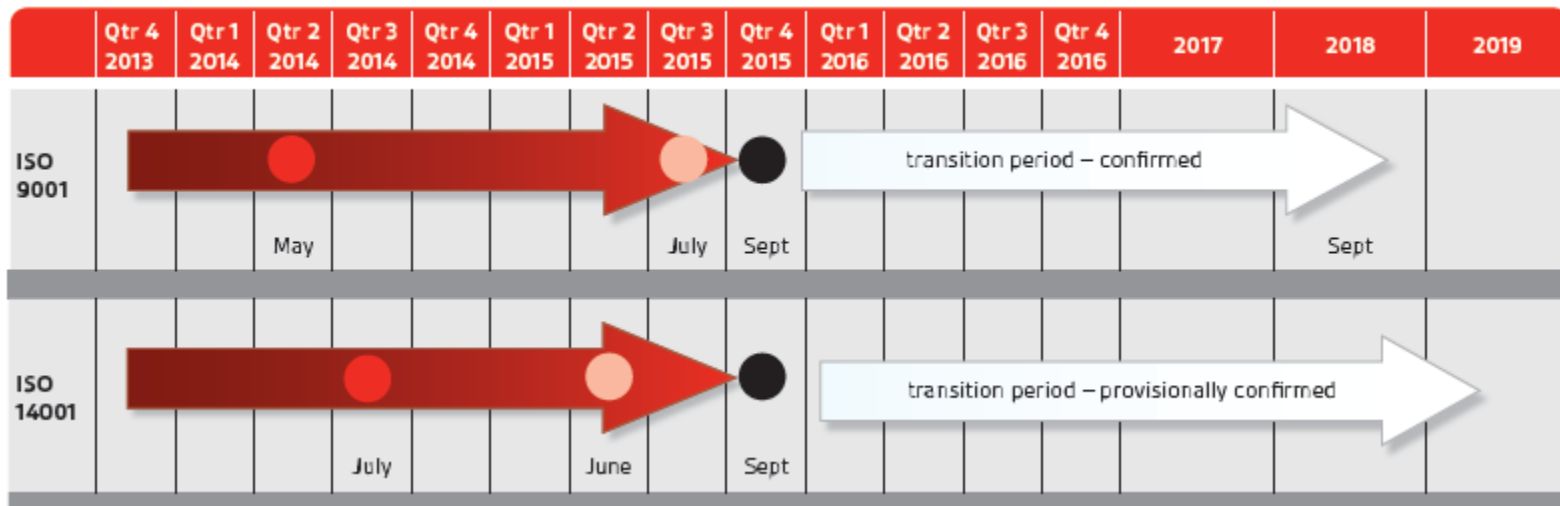 Qtr 4 2013
Qtr 1 2014
Qtr 2 2014
Qtr 3 2014
Qtr 4 2014
Qtr 1 2015
Qtr 2 2015
Qtr 3 2015
Qtr 4 2015
Qtr 1 2016
Qtr 2 2016
Qtr 3 2016
Qtr 4 2016
2017
2018
2019
ISO
9001
transition period – confirmed
May
July
Sept
Sept
ISO
14001
transition period – provisionally confirmed
July
June
Sept